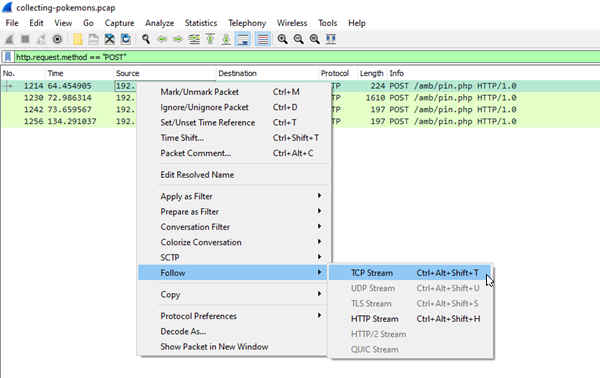 collecting-pokemons.pcap
File Edit View Go Capture Analyze Statistics Telephony Wireless Tools Help
http.request.method == "POST"
No. Time Source Destination Protocol Length Info
1214 64.454905 192. TP 224 POST /amb/pin.php HTTP/1.0
1230 72.986314 192. TP 1610 POST /amb/pin.php HTTP/1.0
1242 73.659567 192. TP 197 POST /amb/pin.php HTTP/1.0
1256 134.291037 192. TP 197 POST /amb/pin.php HTTP/1.0
Mark/Unmark Packet Ctrl+M
Ignore/Unignore Packet Ctrl+D
Set/Unset Time Reference Ctrl+T
Time Shift... Ctrl+Shift+T
Packet Comment... Ctrl+Alt+C
Edit Resolved Name
Apply as Filter
Prepare as Filter
Conversation Filter
Colorize Conversation
SCTP
Follow
TCP Stream Ctrl+Alt+Shift+T
UDP Stream Ctrl+Alt+Shift+U
TLS Stream Ctrl+Alt+Shift+S
HTTP Stream Ctrl+Alt+Shift+H
HTTP/2 Stream
QUIC Stream
Copy
Protocol Preferences
Decode As...
Show Packet in New Window